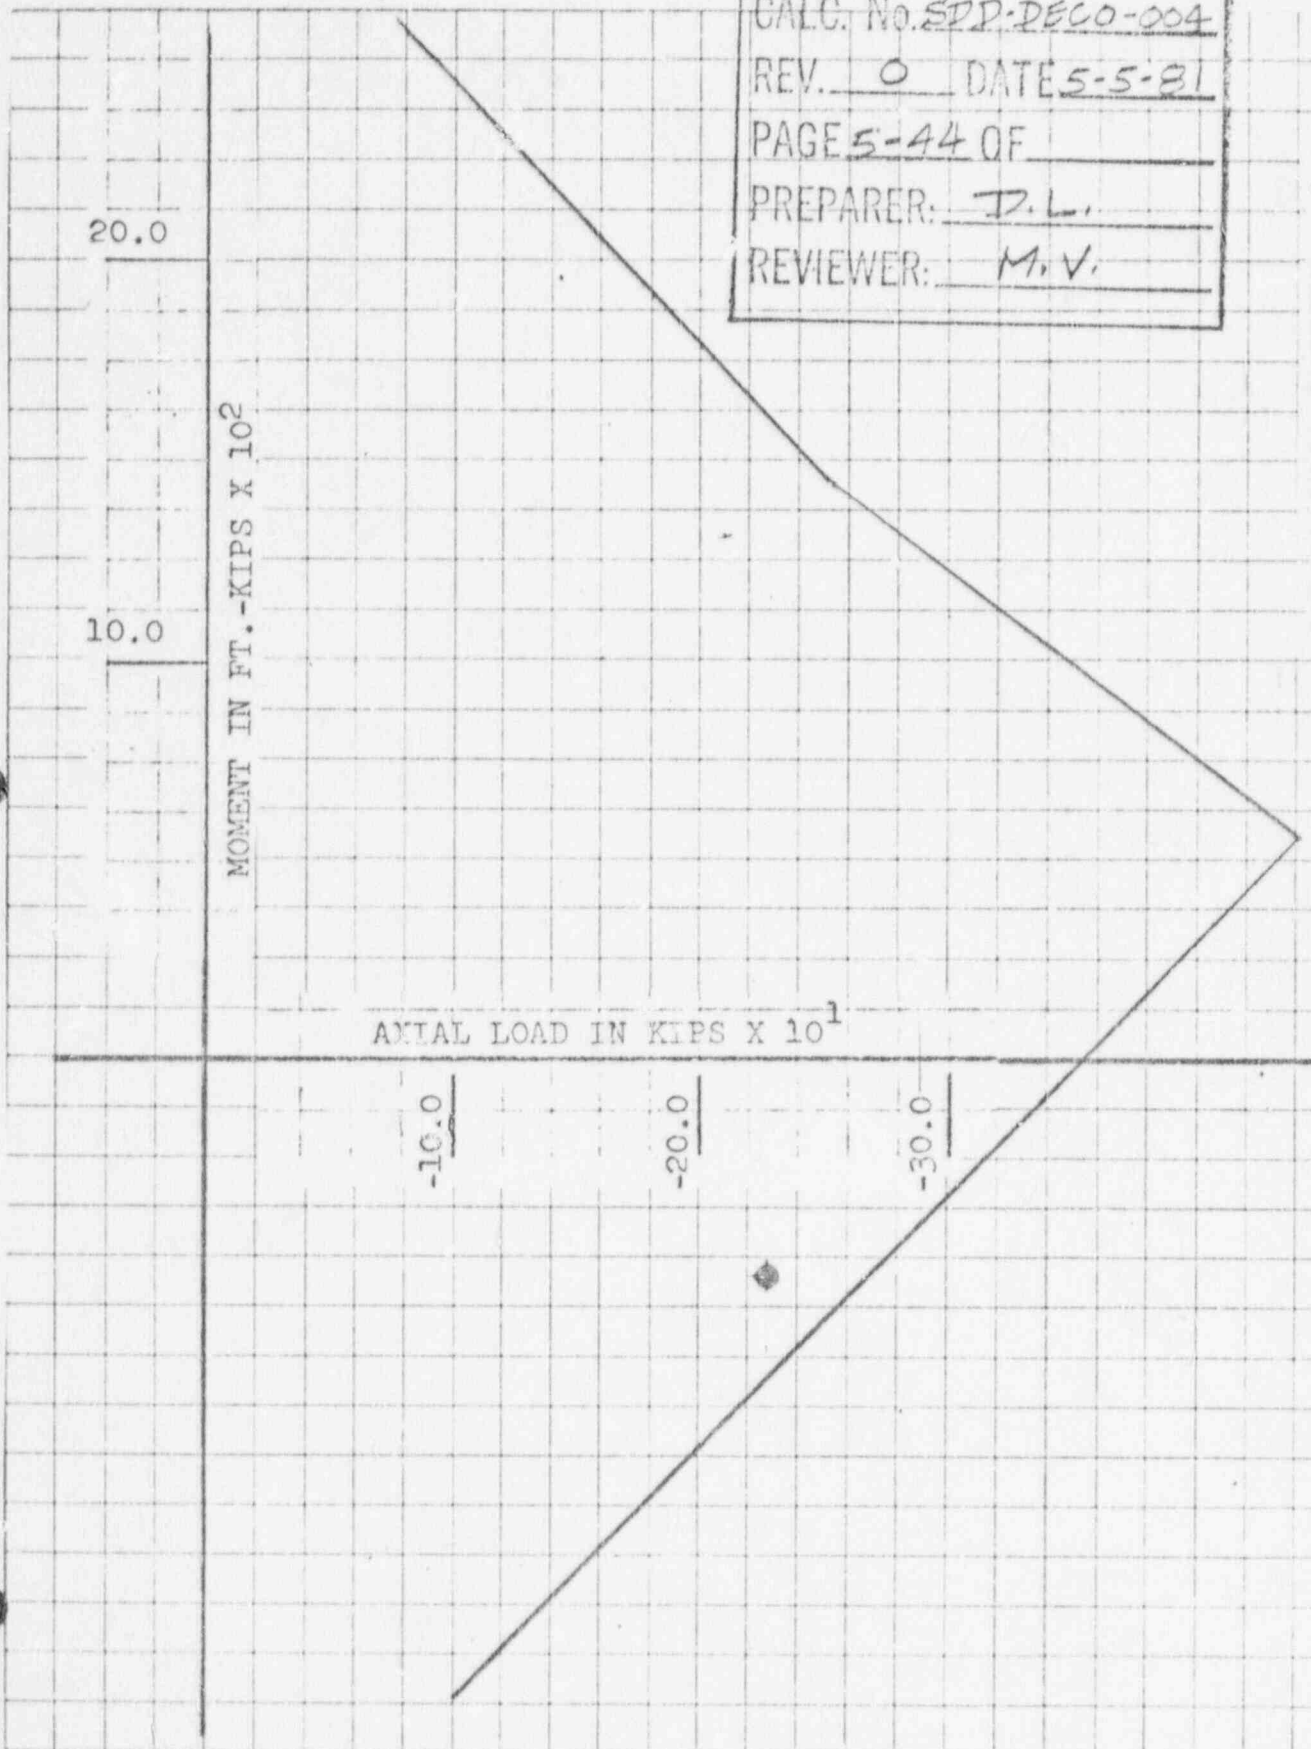 CALC. No. SDD-DECO-004
REV. 0 DATE 5-5-81
PAGE 5-44 OF
PREPARER: D.L.
REVIEWER: M.V.
20.0
10.0
MOMENT IN FT.-KIPS X 10²
AXIAL LOAD IN KIPS X 10¹
-10.0
-20.0
-30.0